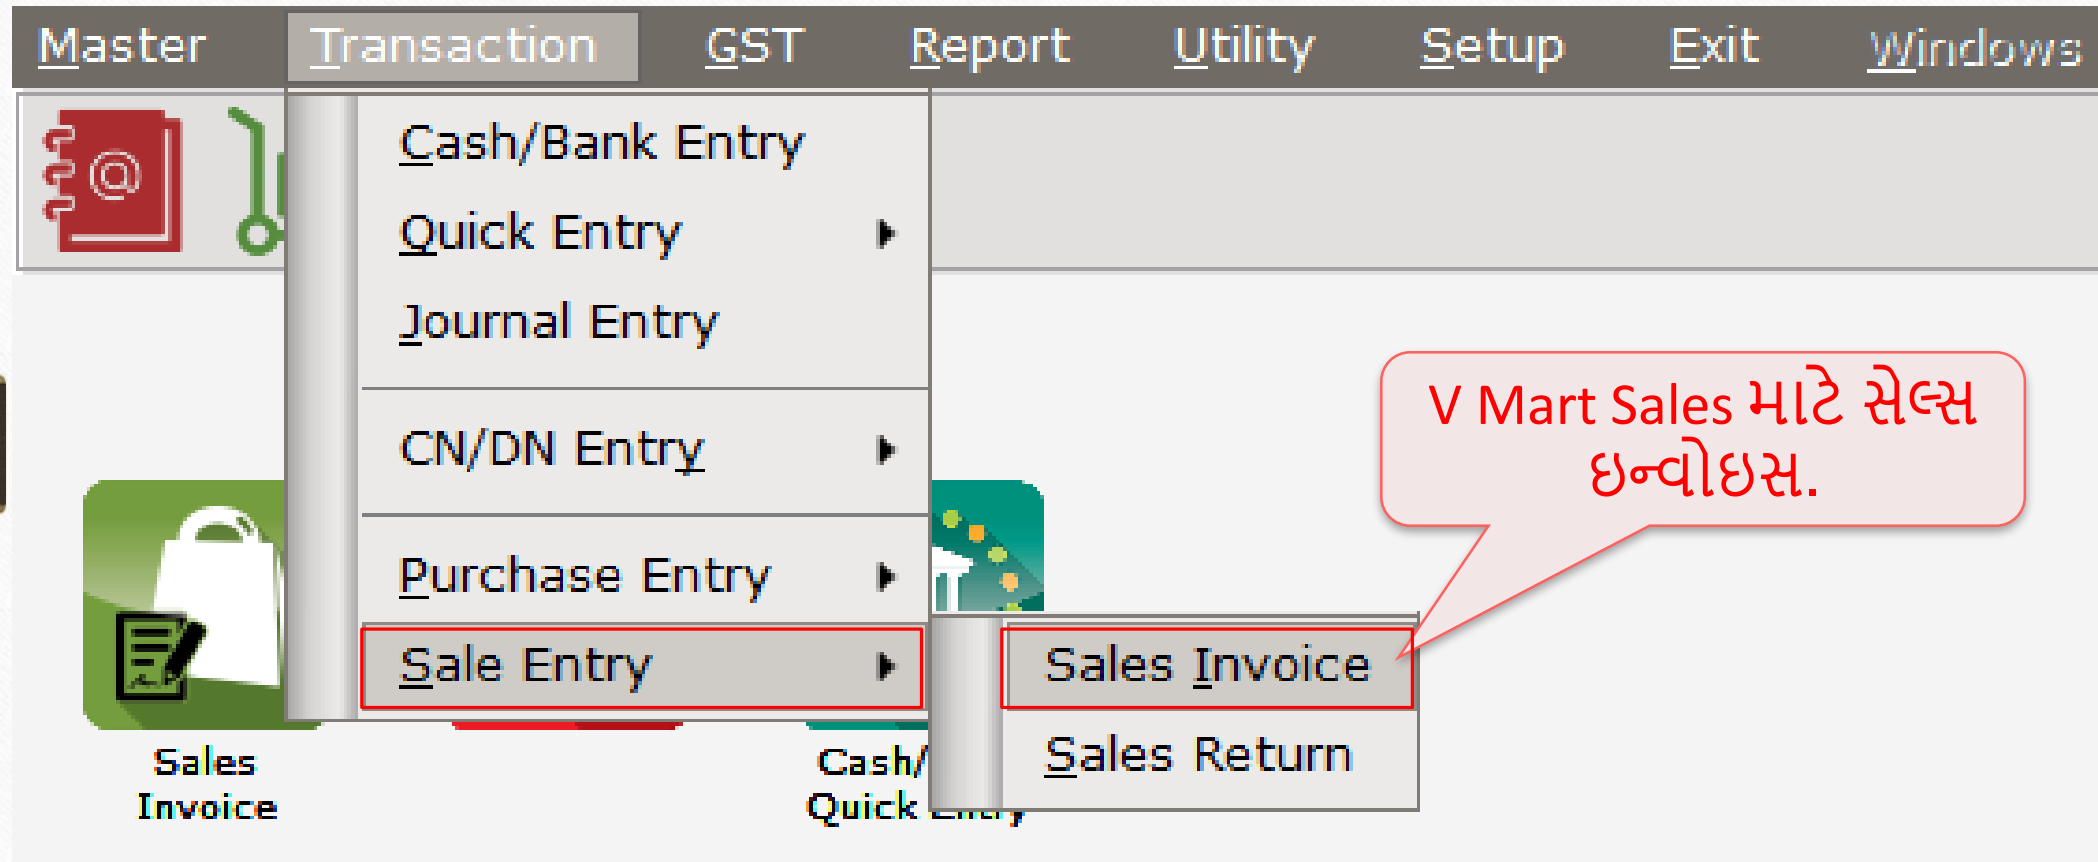 Master Transaction GST Report Utility Setup Exit Windows
@
Cash/Bank Entry
Quick Entry
Journal Entry
CN/DN Entry
Purchase Entry
Sale Entry
Sales Invoice
Sales Return
V Mart Sales માટે સેલ્સ
ઇન્વોઇસ.
Sales
Invoice
Cash/
Quick Entry